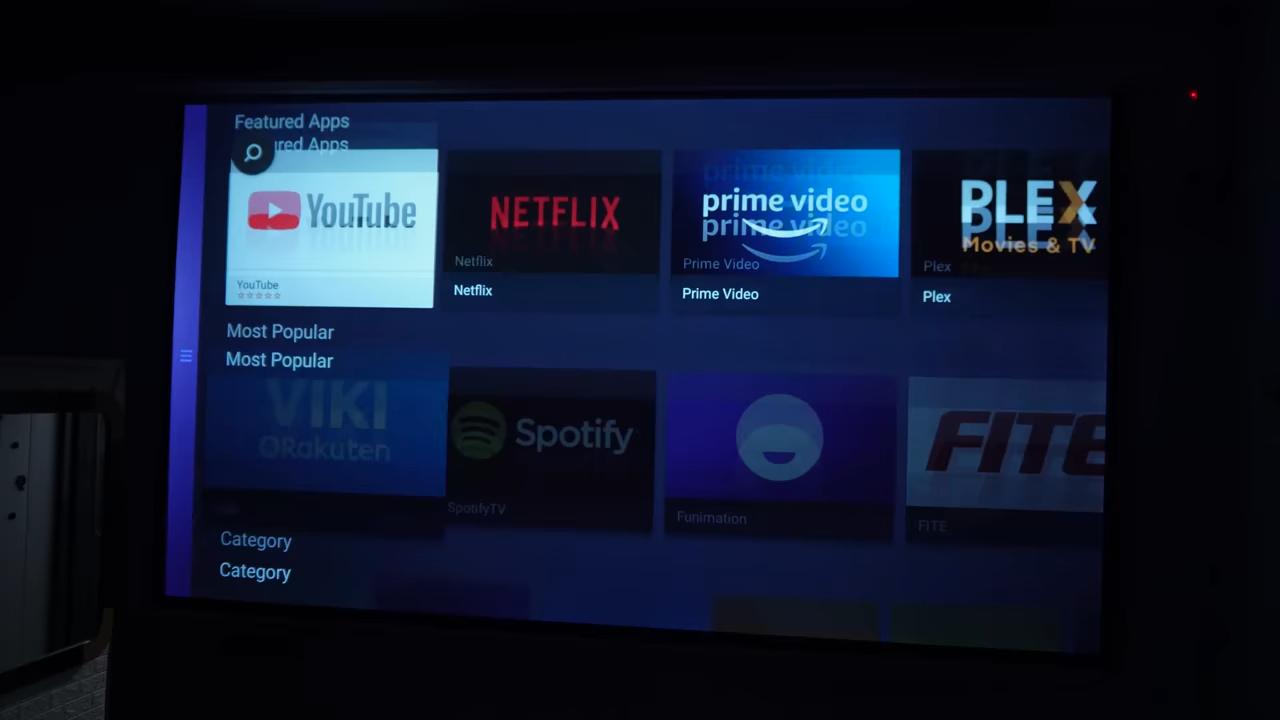 Featured Apps
ured Apps
YouTube
NETFLIX
prime video
prime video
PLEX
PLEX
Movies & TV
YouTube
Netflix
Prime Video
Plex
Netflix
Prime Video
Plex
Most Popular
Most Popular
VIKI
Rakuten
Spotify
FITE
SpotifyTV
Funimation
FITE
Category
Category